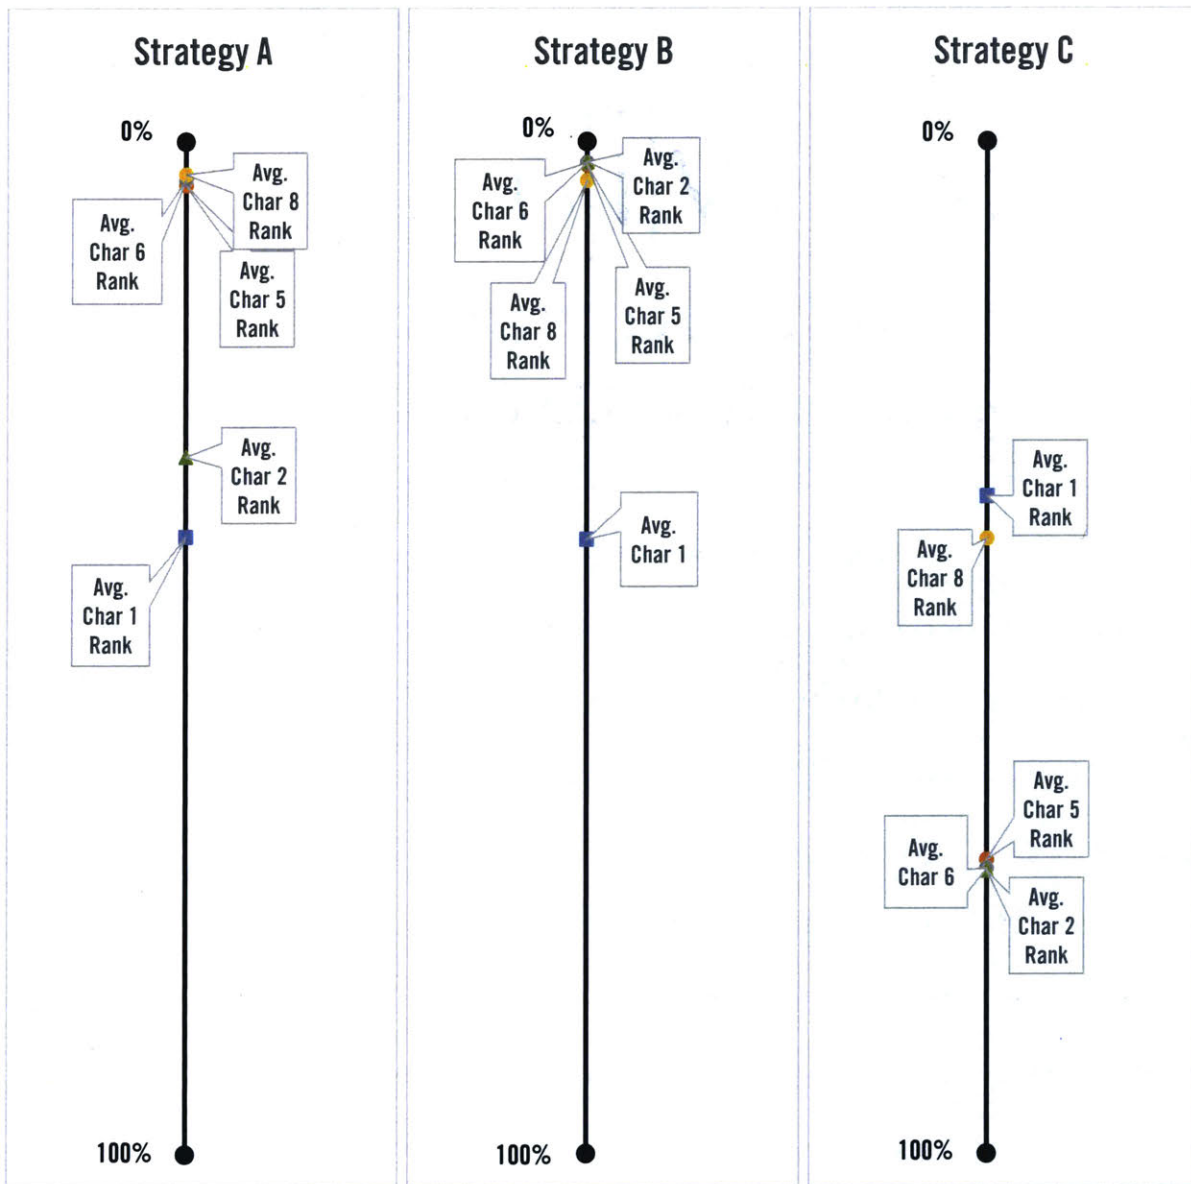 Strategy A
0%
Avg.
Char 8
Rank
Avg.
Char 6
Rank
Avg.
Char 5
Rank
Avg.
Char 2
Rank
Avg.
Char 1
Rank
100%
Strategy B
0%
Avg.
Char 2
Rank
Avg.
Char 6
Rank
Avg.
Char 5
Rank
Avg.
Char 8
Rank
Avg.
Char 1
100%
Strategy C
0%
Avg.
Char 1
Rank
Avg.
Char 8
Rank
Avg.
Char 5
Rank
Avg.
Char 6
Avg.
Char 2
Rank
100%